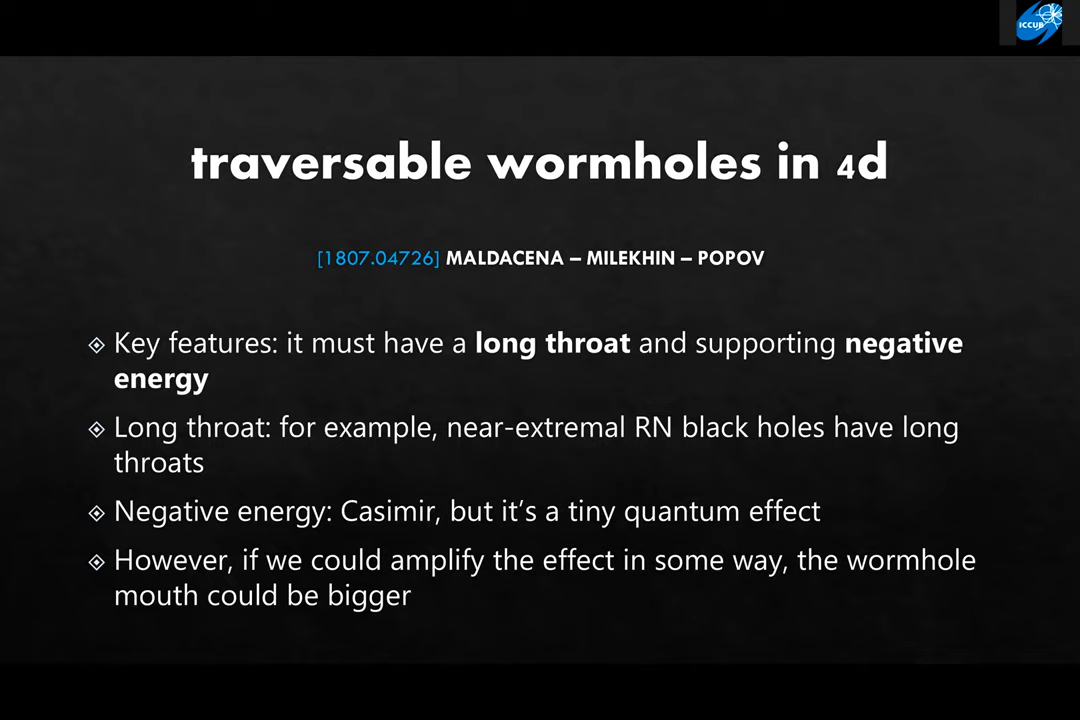 ICCUB
traversable wormholes in 4d
[1807.04726] MALDACENA – MILEKHIN – POPOV
Key features: it must have a long throat and supporting negative
energy
Long throat: for example, near-extremal RN black holes have long
throats
Negative energy: Casimir, but it's a tiny quantum effect
However, if we could amplify the effect in some way, the wormhole
mouth could be bigger